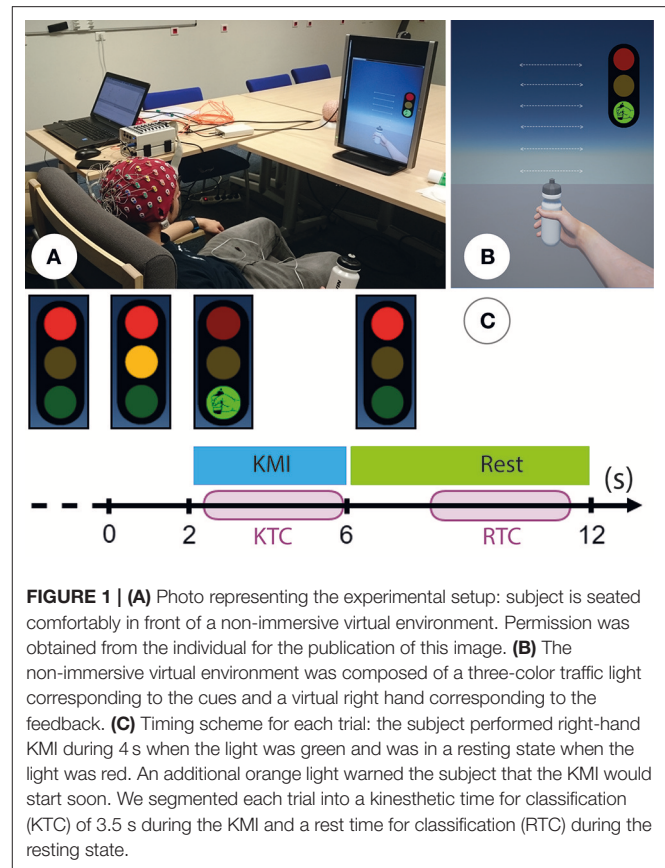 A
B
C
KMI
Rest
(s)
0
2
KTC
6
RTC
12
FIGURE 1 | (A) Photo representing the experimental setup: subject is seated
comfortably in front of a non-immersive virtual environment. Permission was
obtained from the individual for the publication of this image. (B) The
non-immersive virtual environment was composed of a three-color traffic light
corresponding to the cues and a virtual right hand corresponding to the
feedback. (C) Timing scheme for each trial: the subject performed right-hand
KMI during 4 s when the light was green and was in a resting state when the
light was red. An additional orange light warned the subject that the KMI would
start soon. We segmented each trial into a kinesthetic time for classification
(KTC) of 3.5 s during the KMI and a rest time for classification (RTC) during the
resting state.